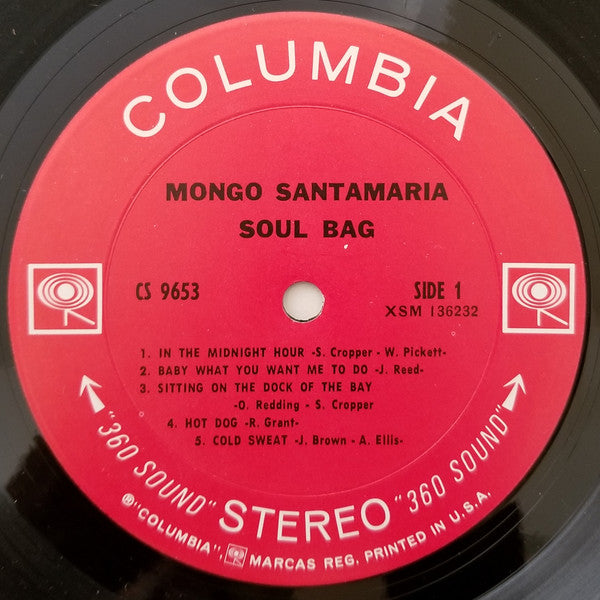 COLUMBIA
MONGO SANTAMARIA
SOUL BAG
CS 9653
SIDE 1
XSM 136232
1. IN THE MIDNIGHT HOUR -S. Cropper - W. Pickett-
2. BABY WHAT YOU WANT ME TO DO -J. Reed-
3. SITTING ON THE DOCK OF THE BAY
-O. Redding - S. Cropper
4. HOT DOG -R. Grant-
5. COLD SWEAT -J. Brown - A. Ellis-
"360 SOUND" STEREO "360 SOUND"
® "COLUMBIA", MARCAS REG. PRINTED IN U.S.A.